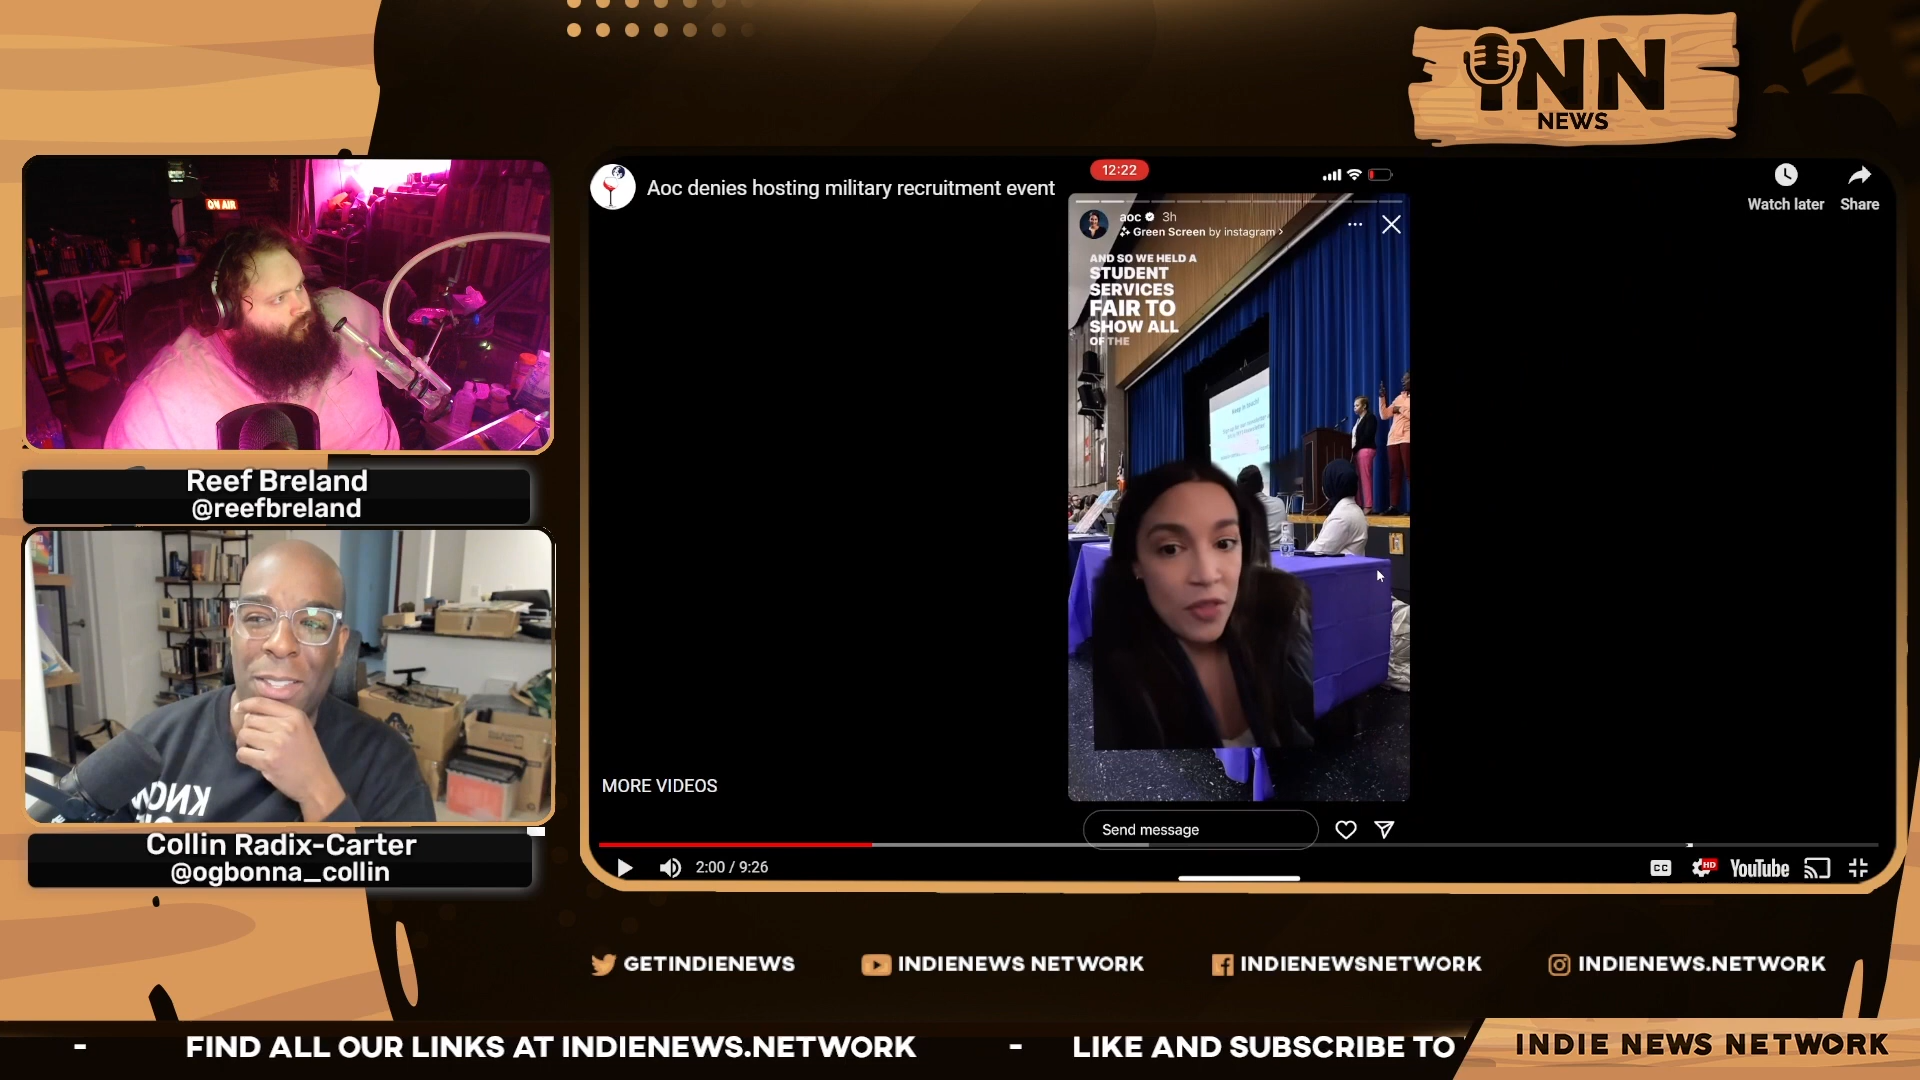 INN
NEWS
ON AIR
Aoc denies hosting military recruitment event
12:22
Watch later
Share
aoc 3h
Green Screen by instagram >
AND SO WE HELD A
STUDENT
SERVICES
FAIR TO
SHOW ALL
OF THE
Reef Breland
@reefbreland
KNOW
Collin Radix-Carter
@ogbonna_collin
MORE VIDEOS
Send message
2:00 / 9:26
CC
HD
YouTube
GETINDIENEWS
INDIENEWS NETWORK
INDIENEWSNETWORK
INDIENEWS.NETWORK
- FIND ALL OUR LINKS AT INDIENEWS.NETWORK - LIKE AND SUBSCRIBE TO
INDIE NEWS NETWORK